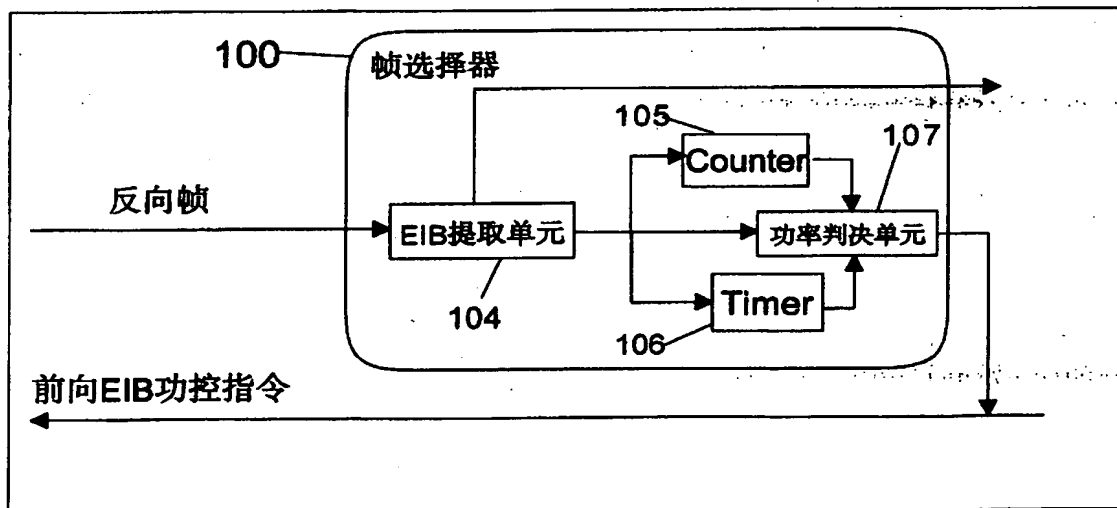 100
帧选择器
105
107
Counter
反向帧
EIB提取单元
功率判决单元
104
Timer
106
前向EIB功控指令